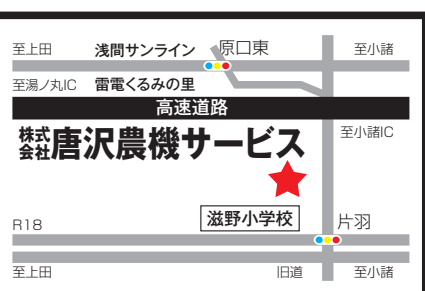 至上田 浅間サンライン 原口東 至小諸
至湯ノ丸IC 雷電くるみの里
高速道路
株式会社唐沢農機サービス 至小諸IC
滋野小学校 片羽
R18
至上田 旧道 至小諸